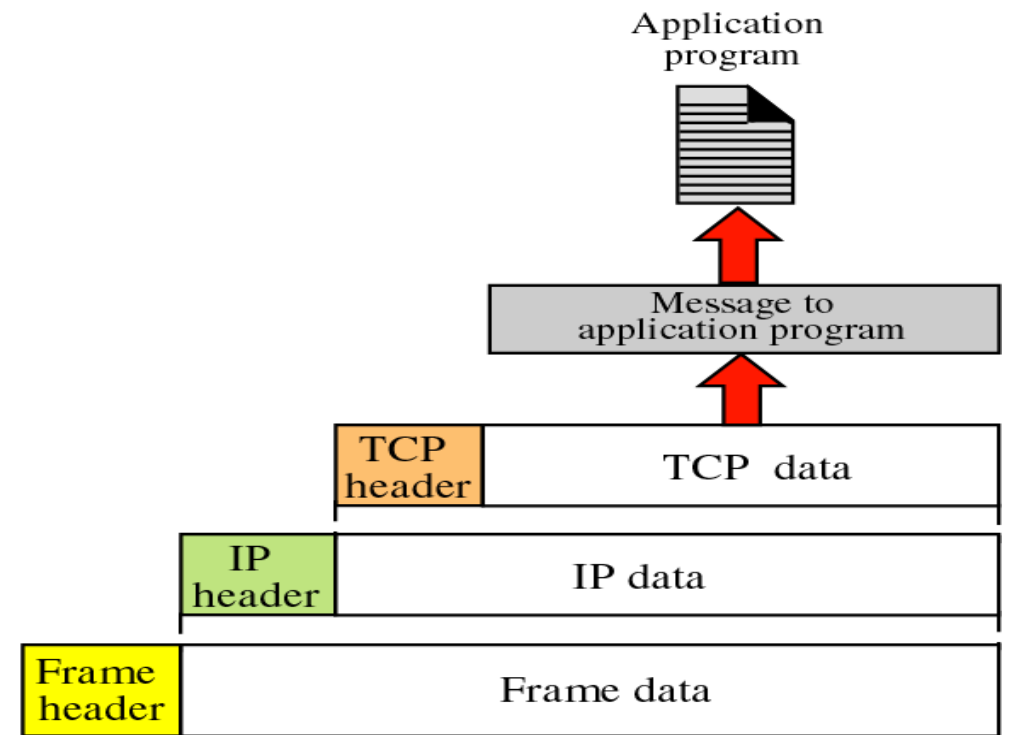 Application
program
Message to
application program
TCP
header
TCP data
IP
header
IP data
Frame
header
Frame data